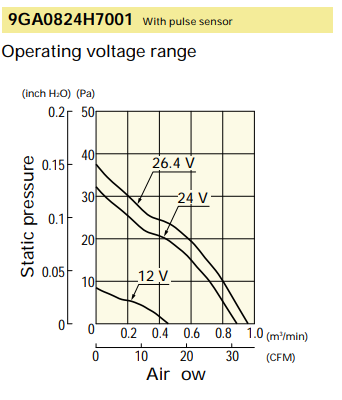 9GA0824H7001 With pulse sensor
Operating voltage range
(inch H₂O) (Pa)
0.2 50
40
0.15
26.4 V
30
24 V
Static pressure
0.1
20
0.05
10
12 V
0 0
0.2 0.4 0.6 0.8 1.0 (m³/min)
0 10 20 30 (CFM)
Air ow